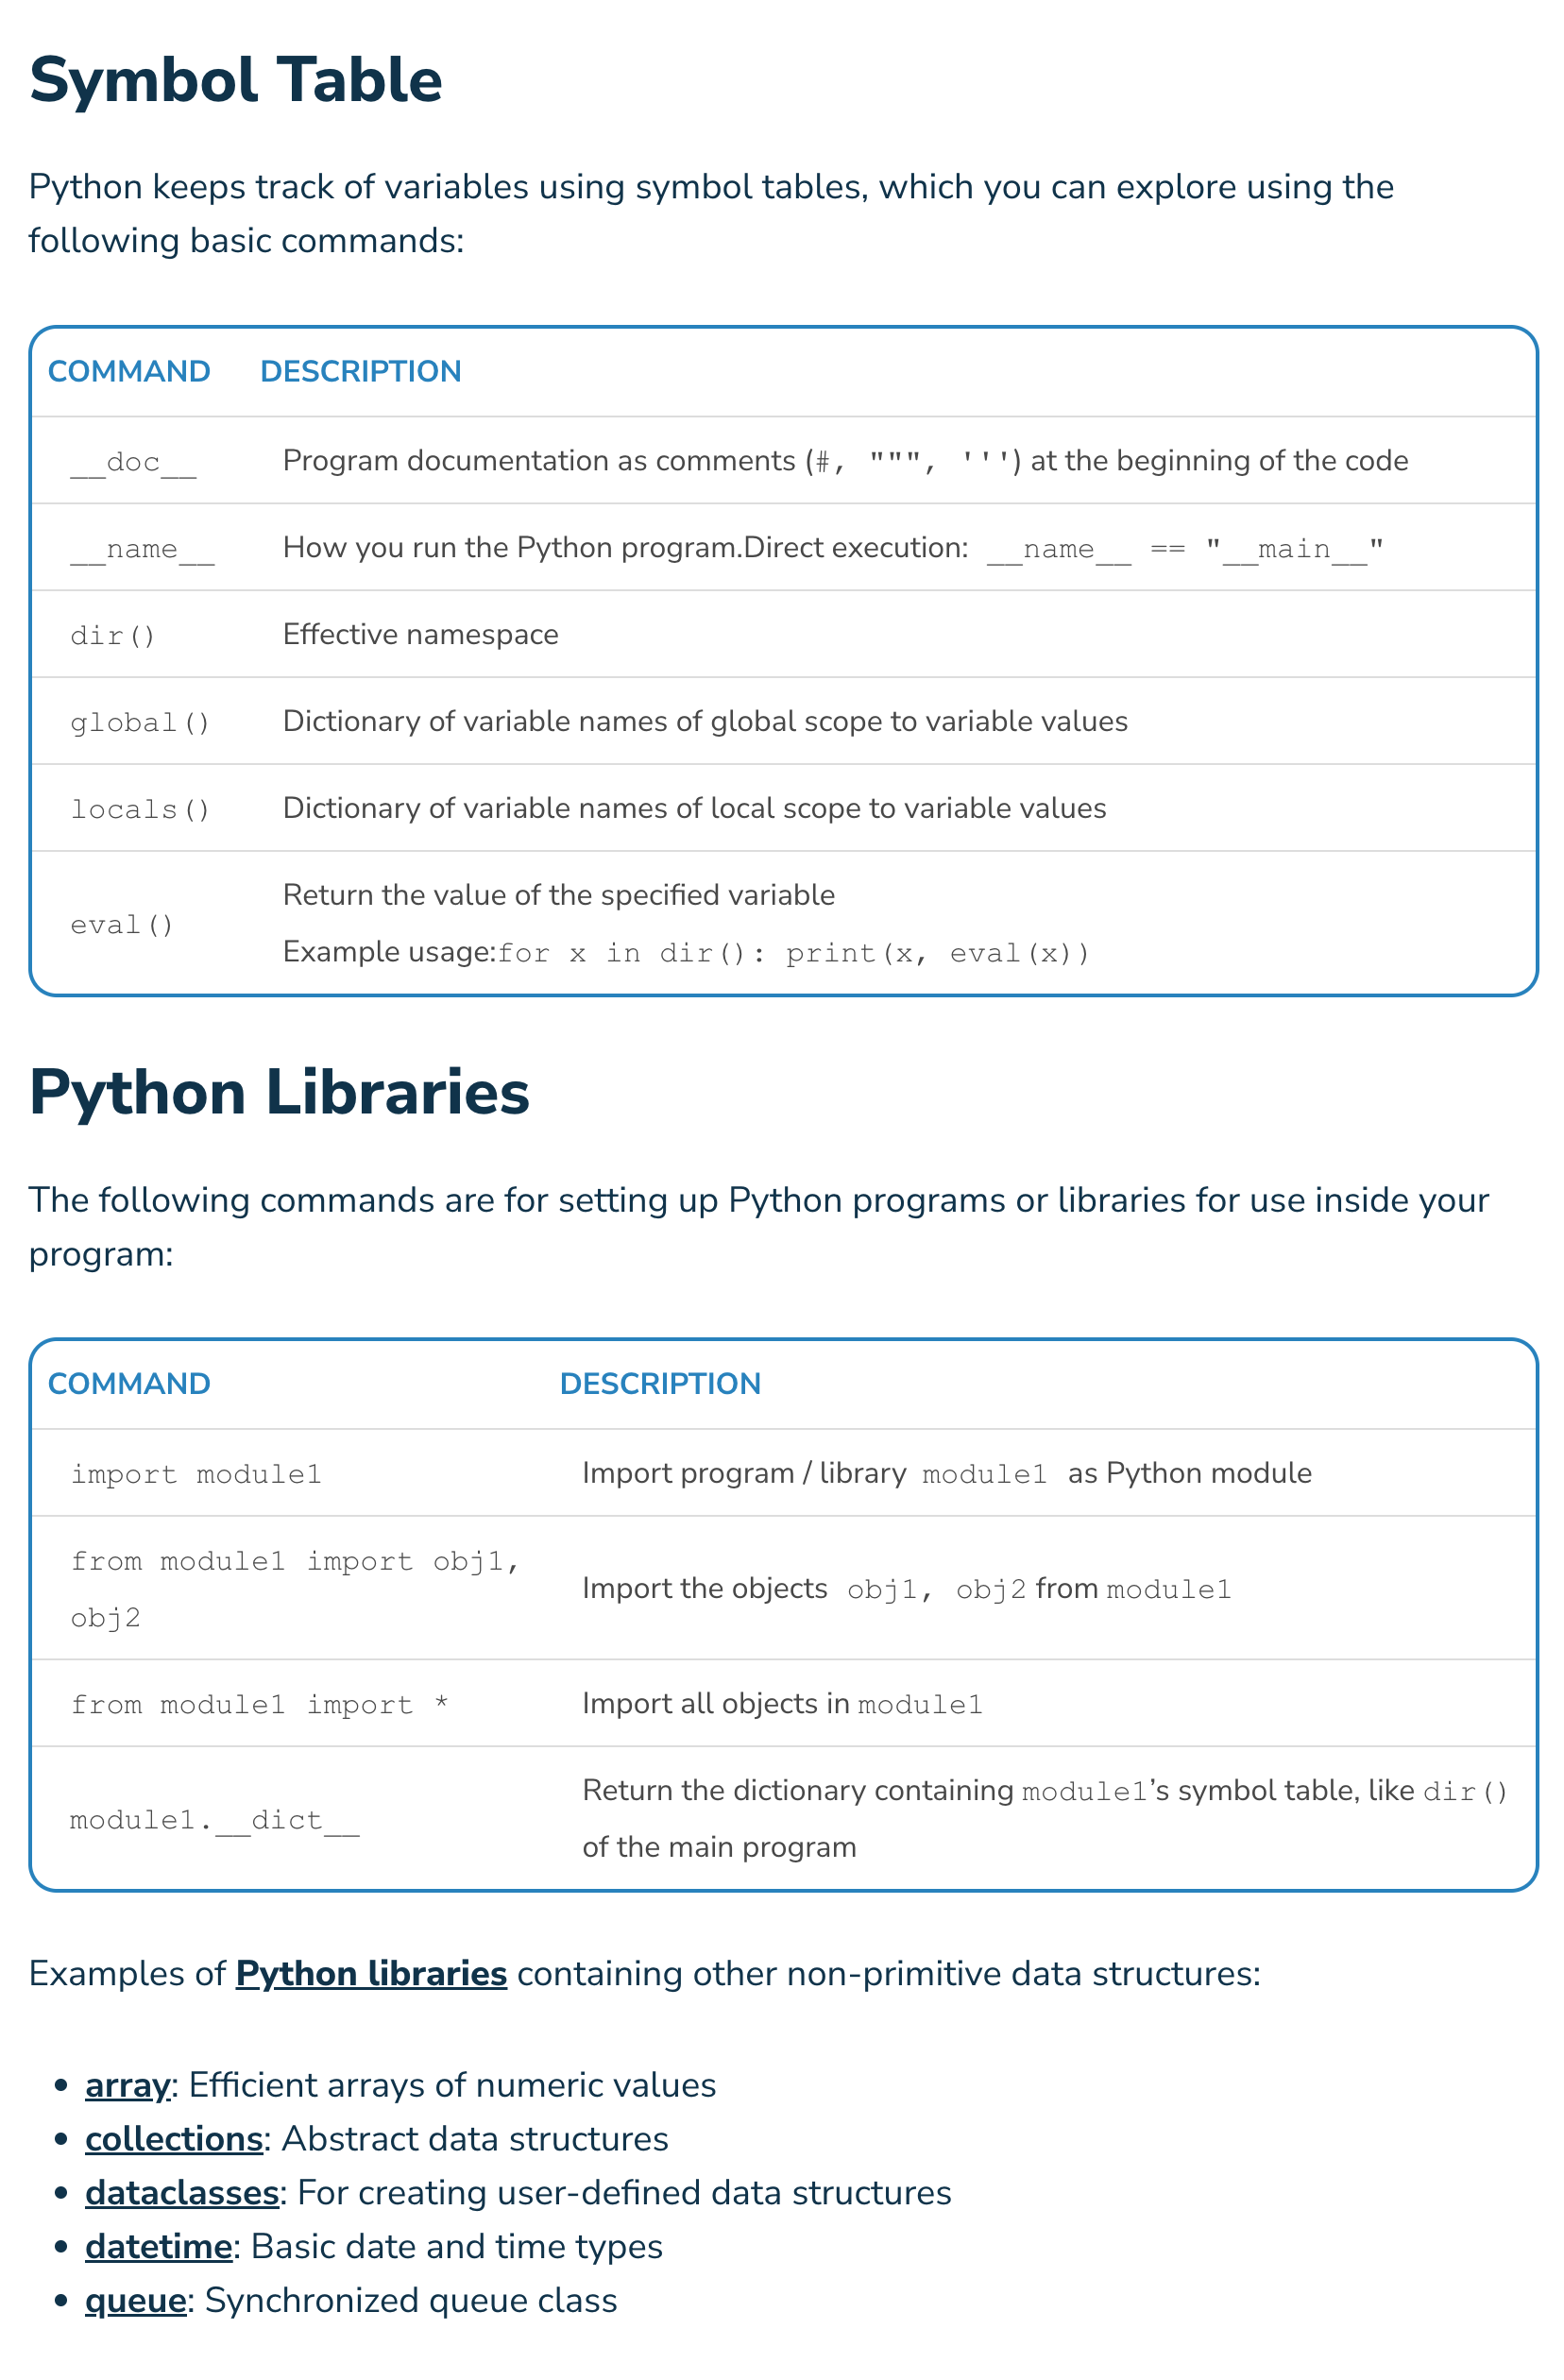 Symbol Table
Python keeps track of variables using symbol tables, which you can explore using the
following basic commands:
COMMAND DESCRIPTION
__doc__ Program documentation as comments (#, """, ''') at the beginning of the code
__name__ How you run the Python program.Direct execution: __name__ == "__main__"
dir() Effective namespace
global() Dictionary of variable names of global scope to variable values
locals() Dictionary of variable names of local scope to variable values
eval() Return the value of the specified variable
Example usage:for x in dir(): print(x, eval(x))
Python Libraries
The following commands are for setting up Python programs or libraries for use inside your
program:
COMMAND DESCRIPTION
import module1 Import program / library module1 as Python module
from module1 import obj1,
obj2
Import the objects obj1, obj2 from module1
from module1 import * Import all objects in module1
module1.__dict__ Return the dictionary containing module1’s symbol table, like dir()
of the main program
Examples of Python libraries containing other non-primitive data structures:
• array: Efficient arrays of numeric values
• collections: Abstract data structures
• dataclasses: For creating user-defined data structures
• datetime: Basic date and time types
• queue: Synchronized queue class